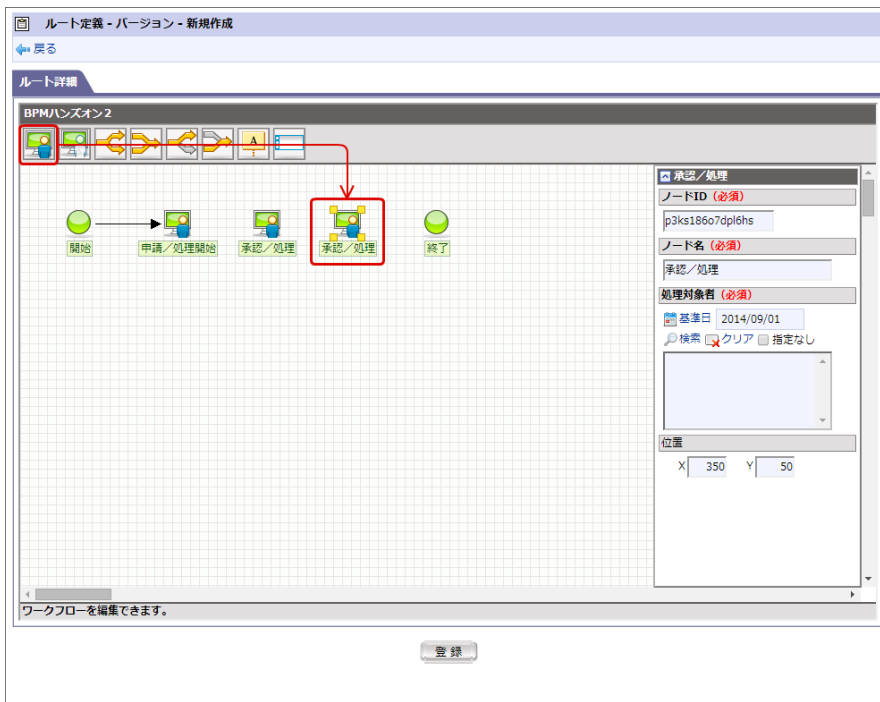 ルート定義 - バージョン - 新規作成
戻る
ルート詳細
BPMハンズオン2
A
承認／処理
ノードID (必須)
p3ks186o7dpl6hs
ノード名 (必須)
承認／処理
処理対象者 (必須)
基準日 2014/09/01
検索 クリア 指定なし
位置
X 350 Y 50
開始 申請／処理開始 承認／処理 承認／処理 終了
ワークフローを編集できます。
登録